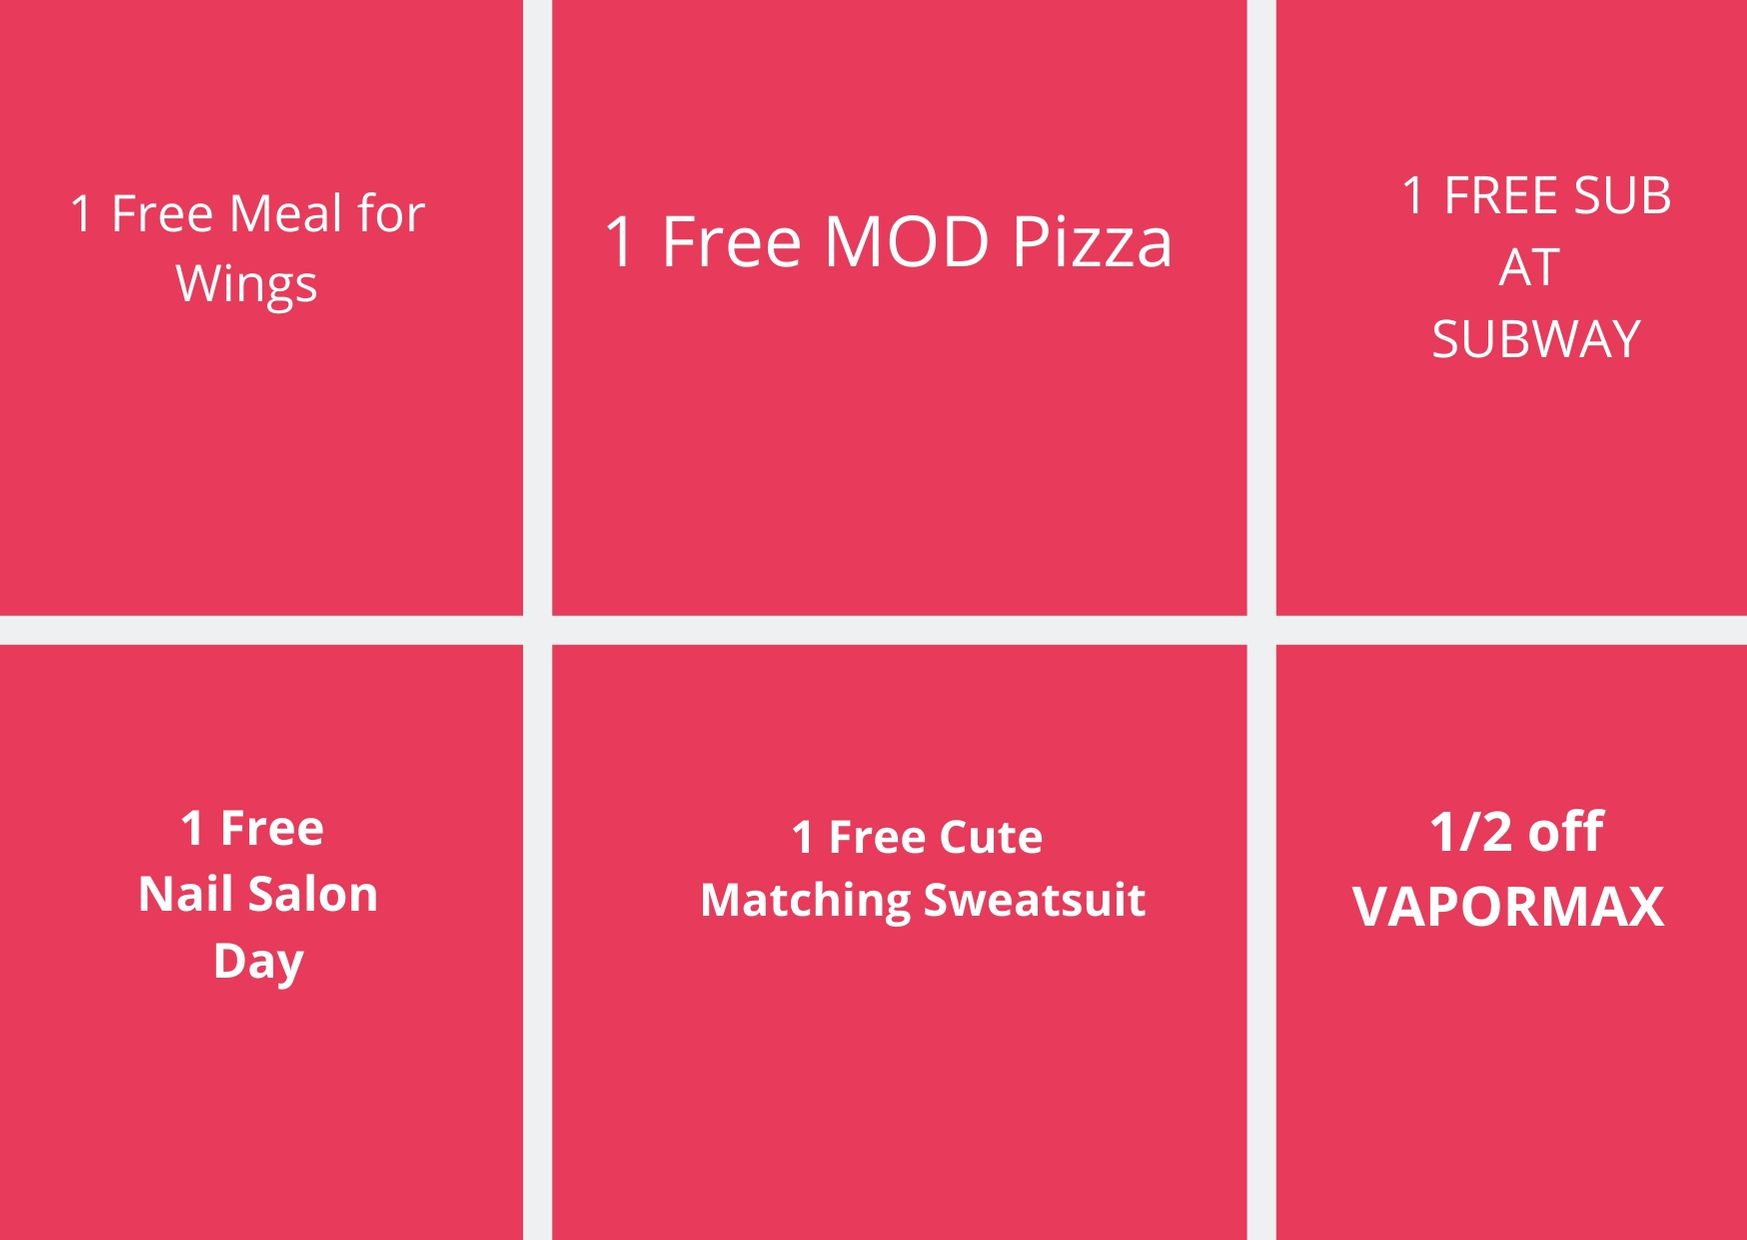 1 Free Meal for
Wings
1 Free MOD Pizza
1 FREE SUB
AT
SUBWAY
1 Free
Nail Salon
Day
1 Free Cute
Matching Sweatsuit
1/2 off
VAPORMAX